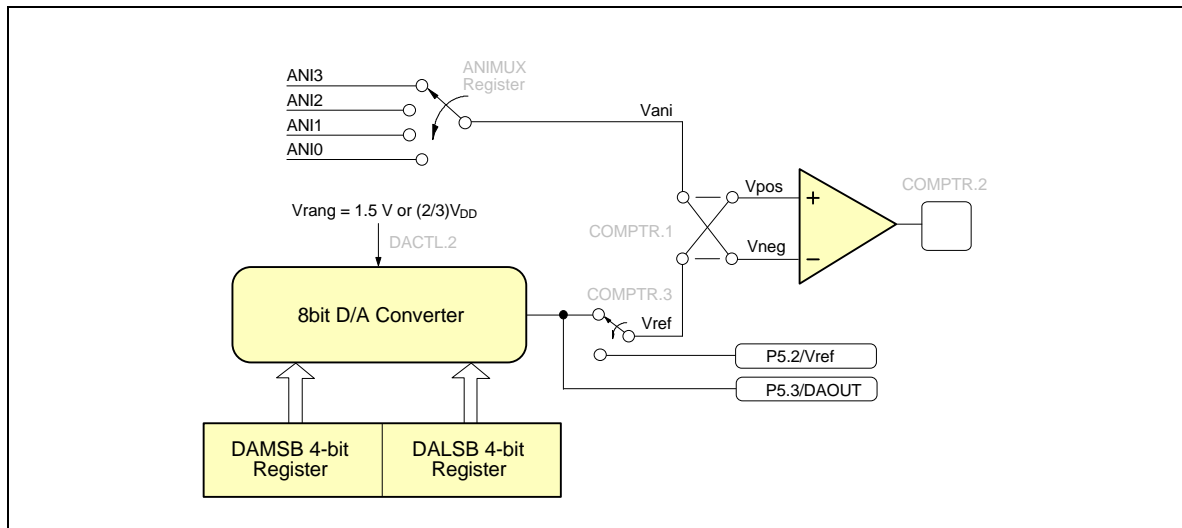 ANI3
ANI2
ANI1
ANI0
ANIMUX
Register
Vani
Vrang = 1.5 V or (2/3)VDD
DACTL.2
COMPTR.1
Vpos
+
Vneg
−
COMPTR.2
8bit D/A Converter
COMPTR.3
Vref
P5.2/Vref
P5.3/DAOUT
DAMSB 4-bit
Register
DALSB 4-bit
Register